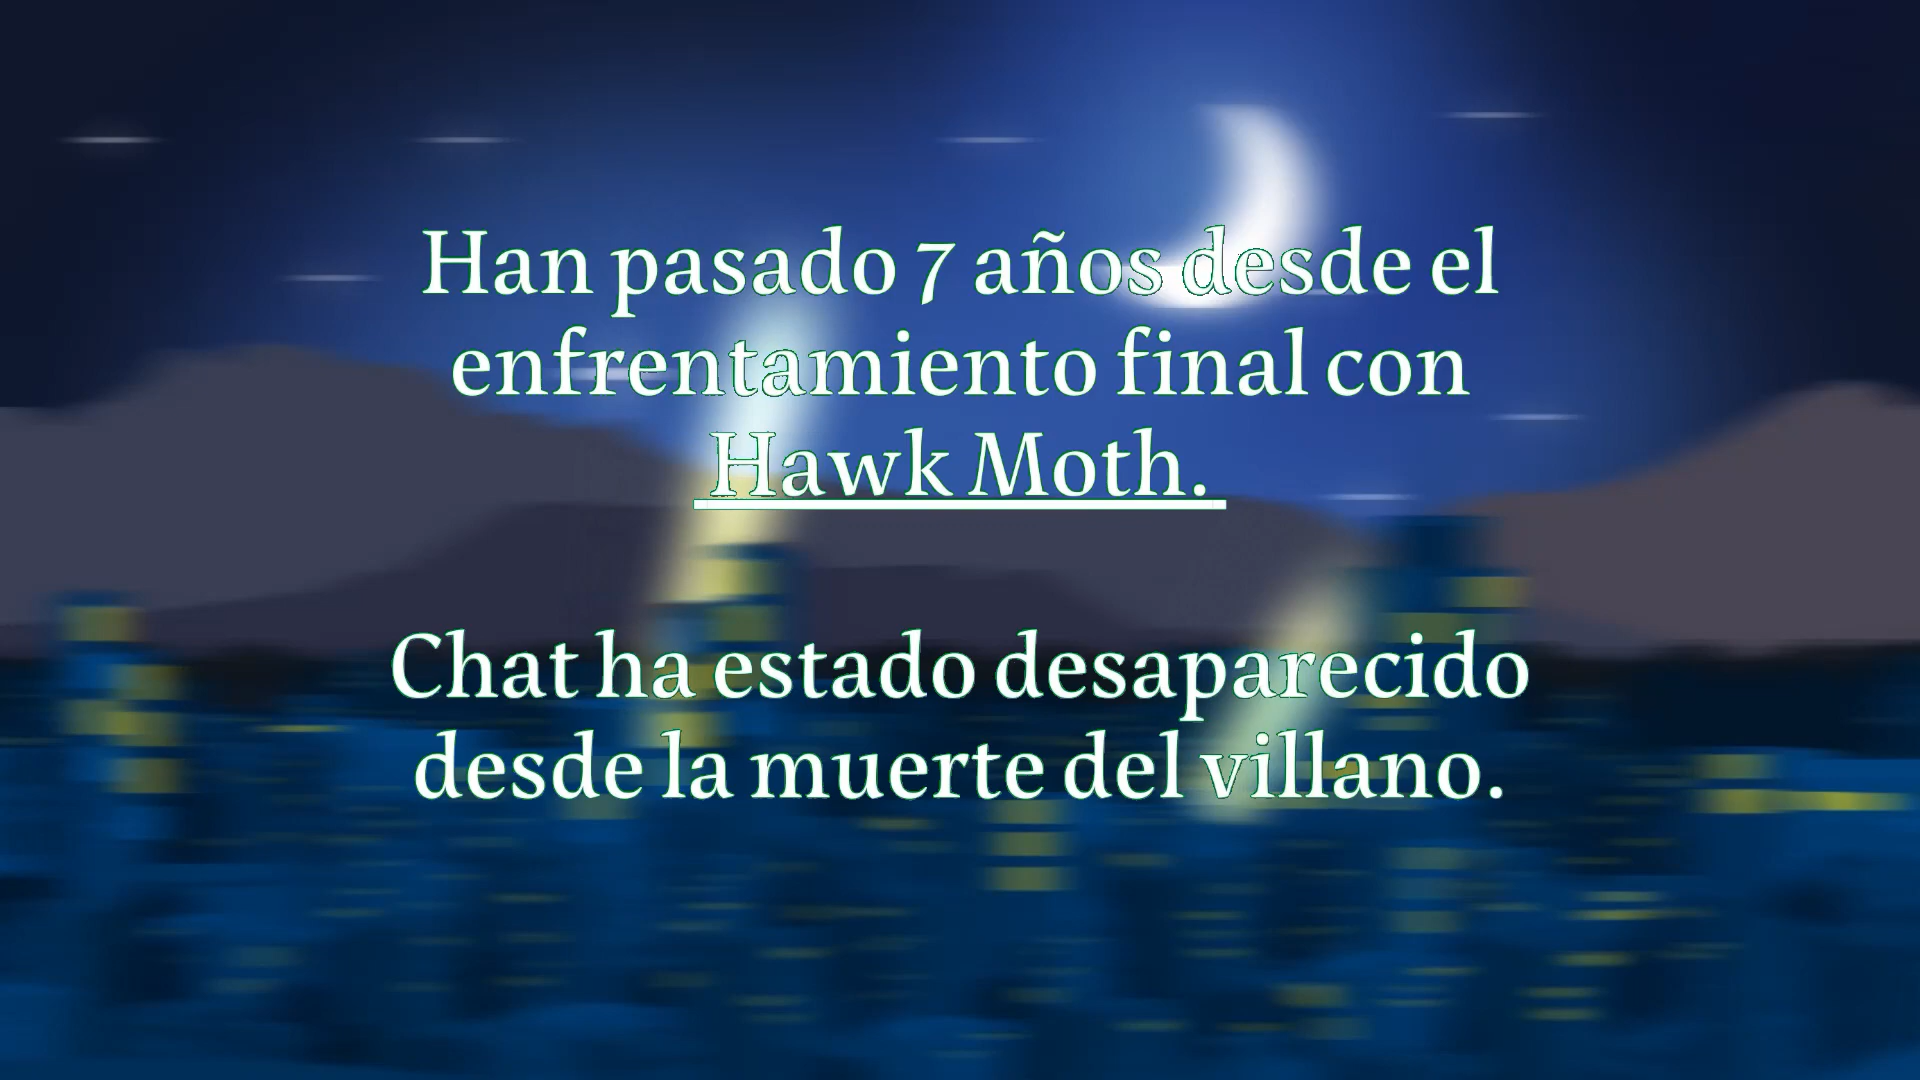 Han pasado 7 años desde el
enfrentamiento final con
Hawk Moth.
Chat ha estado desaparecido
desde la muerte del villano.